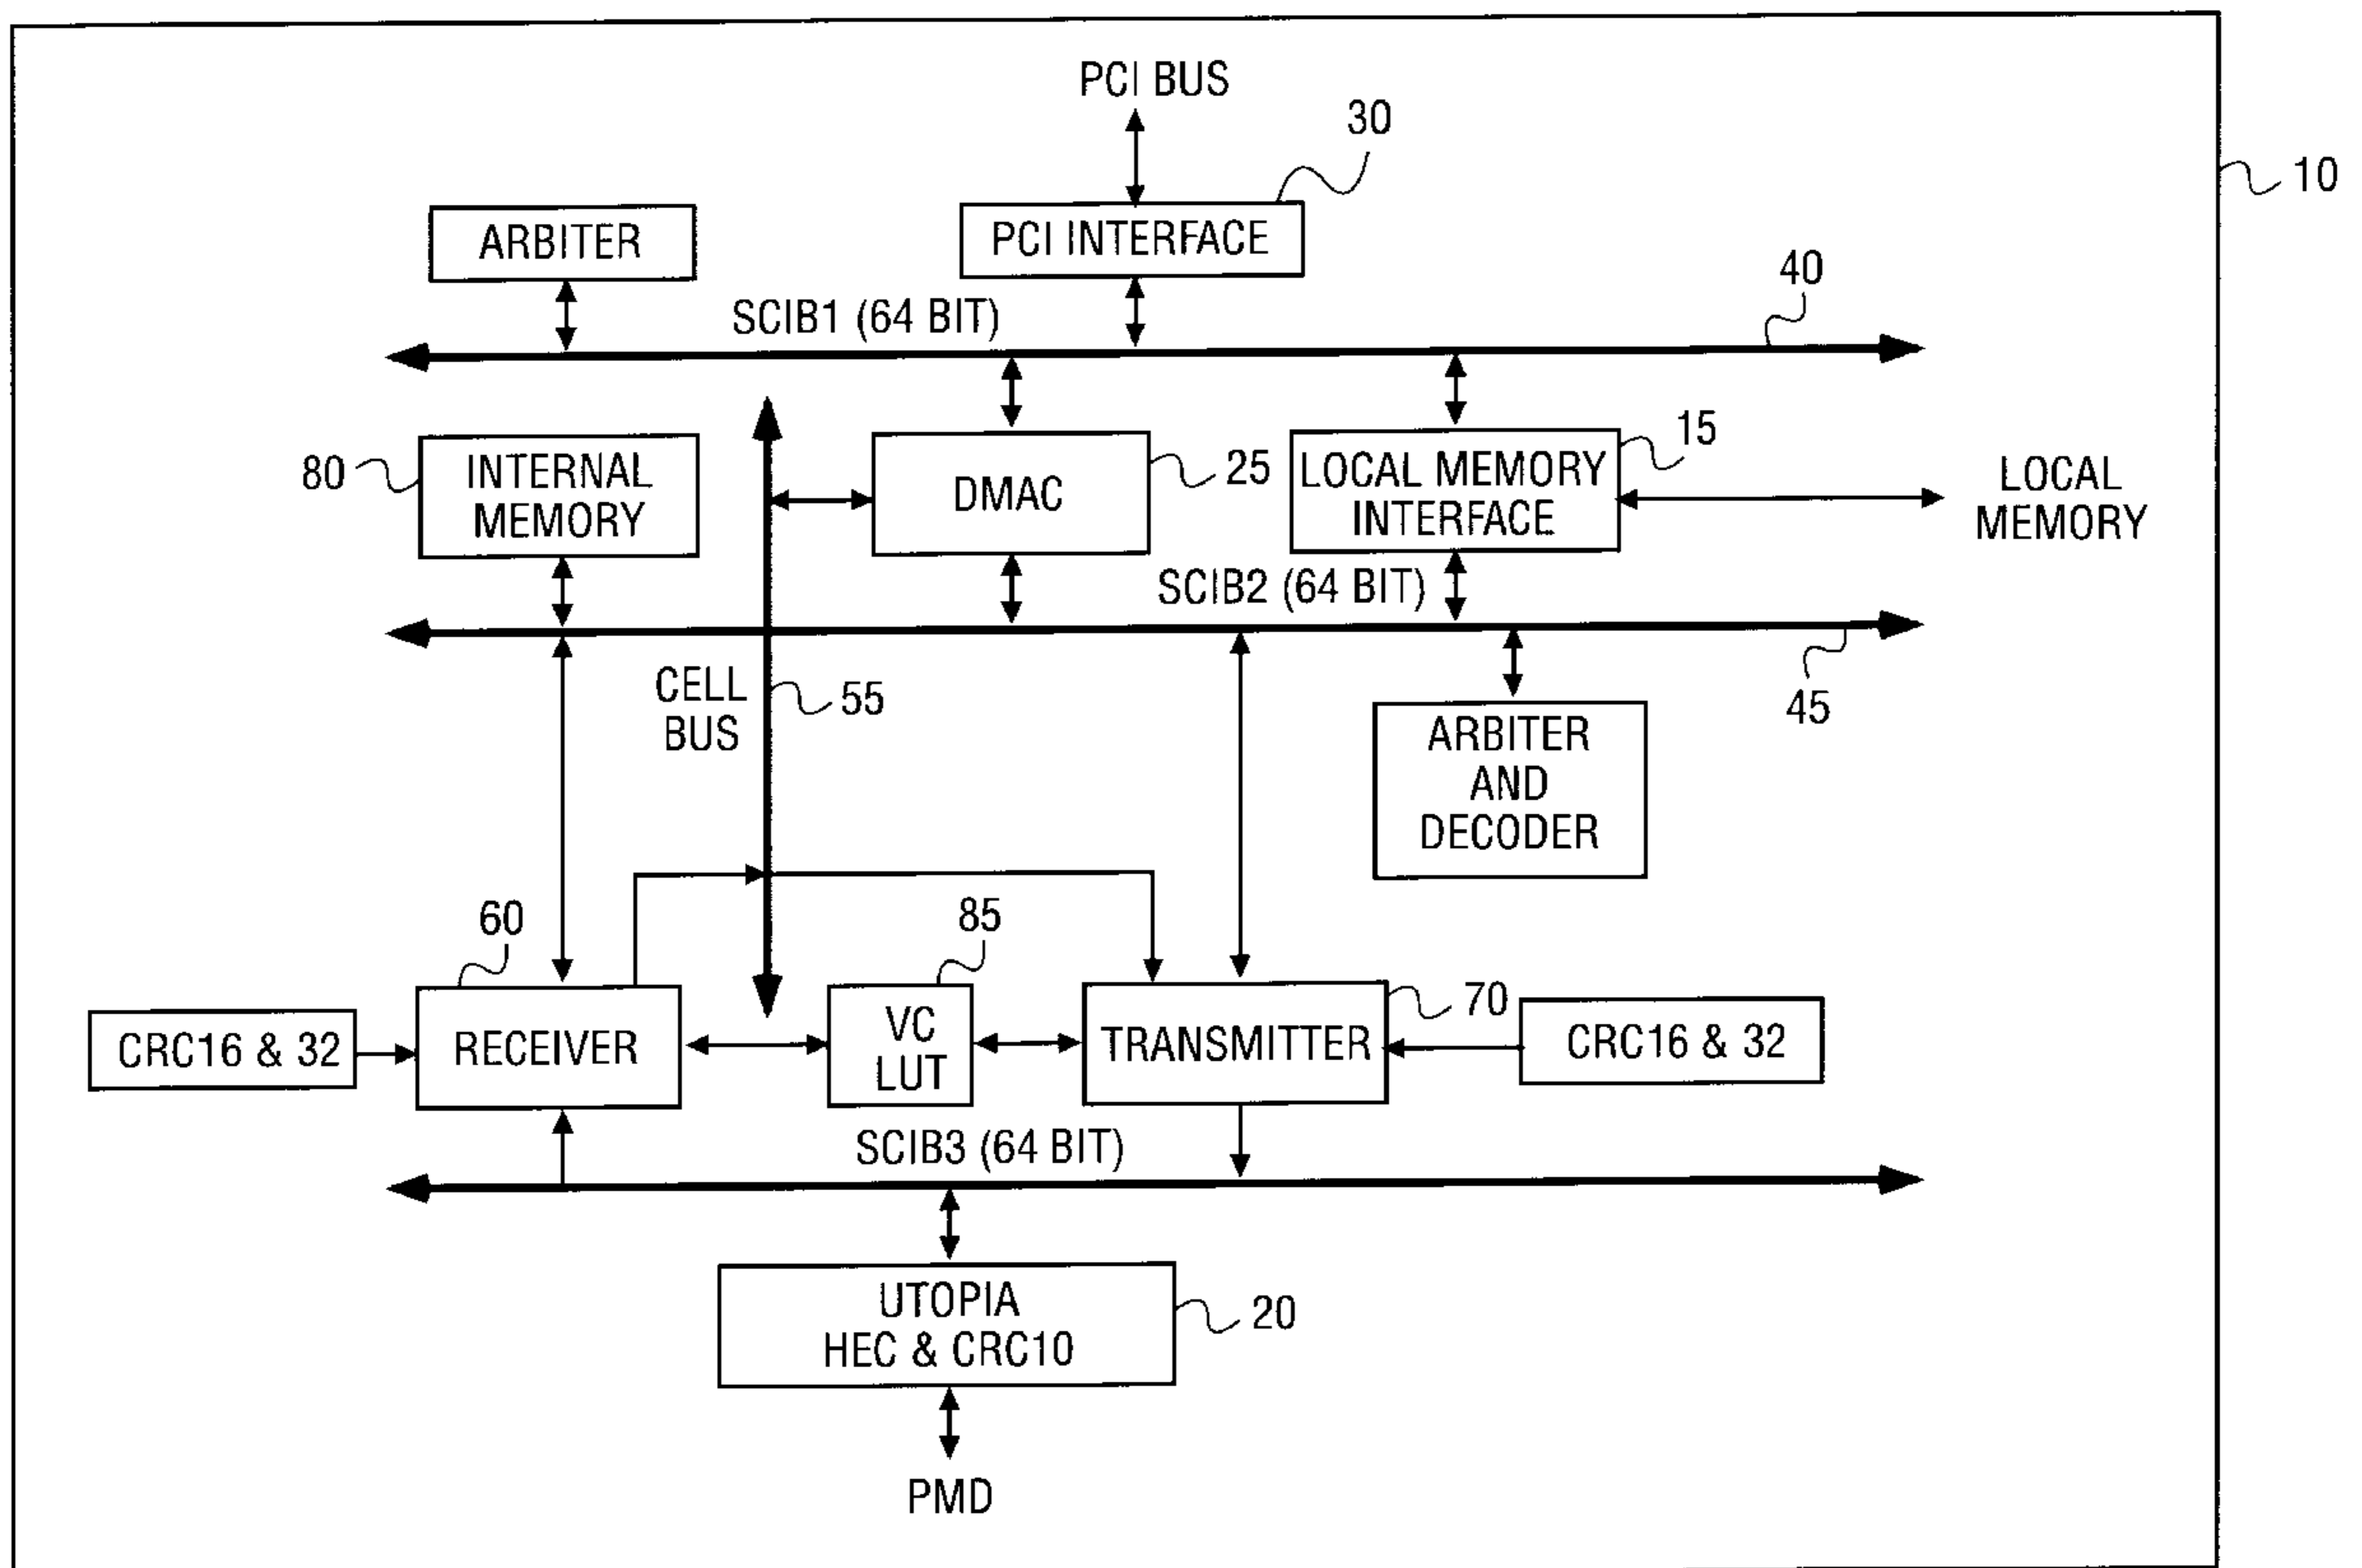 PCI BUS
30
10
ARBITER
PCI INTERFACE
SCIB1 (64 BIT)
40
80
INTERNAL
MEMORY
DMAC
25
LOCAL MEMORY
INTERFACE
15
LOCAL
MEMORY
SCIB2 (64 BIT)
CELL
BUS
55
45
ARBITER
AND
DECODER
60
85
CRC16 & 32
RECEIVER
VC
LUT
TRANSMITTER
70
CRC16 & 32
SCIB3 (64 BIT)
UTOPIA
HEC & CRC10
20
PMD